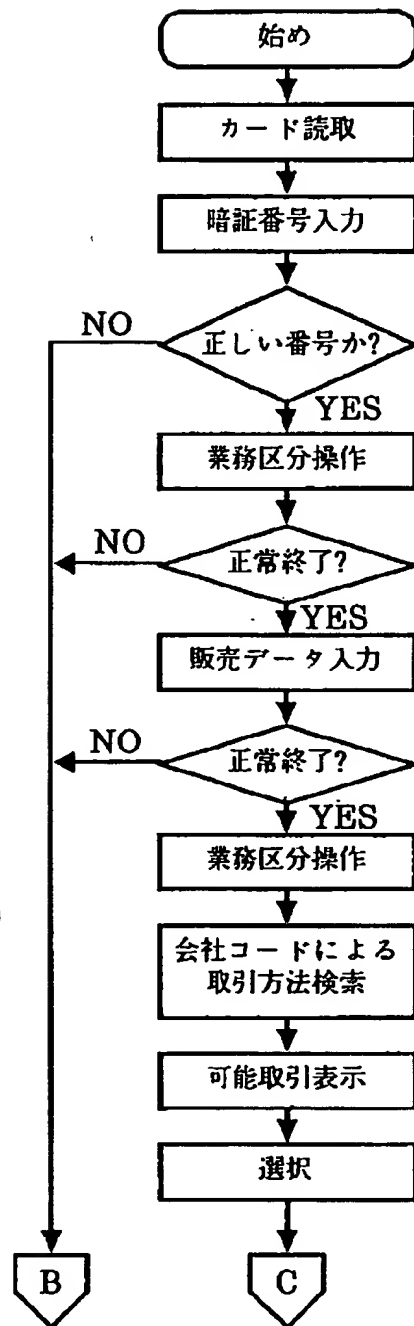 始め
カード読取
暗証番号入力
正しい番号か?
NO
YES
業務区分操作
正常終了?
NO
YES
販売データ入力
正常終了?
NO
YES
業務区分操作
会社コードによる
取引方法検索
可能取引表示
選択
B
C